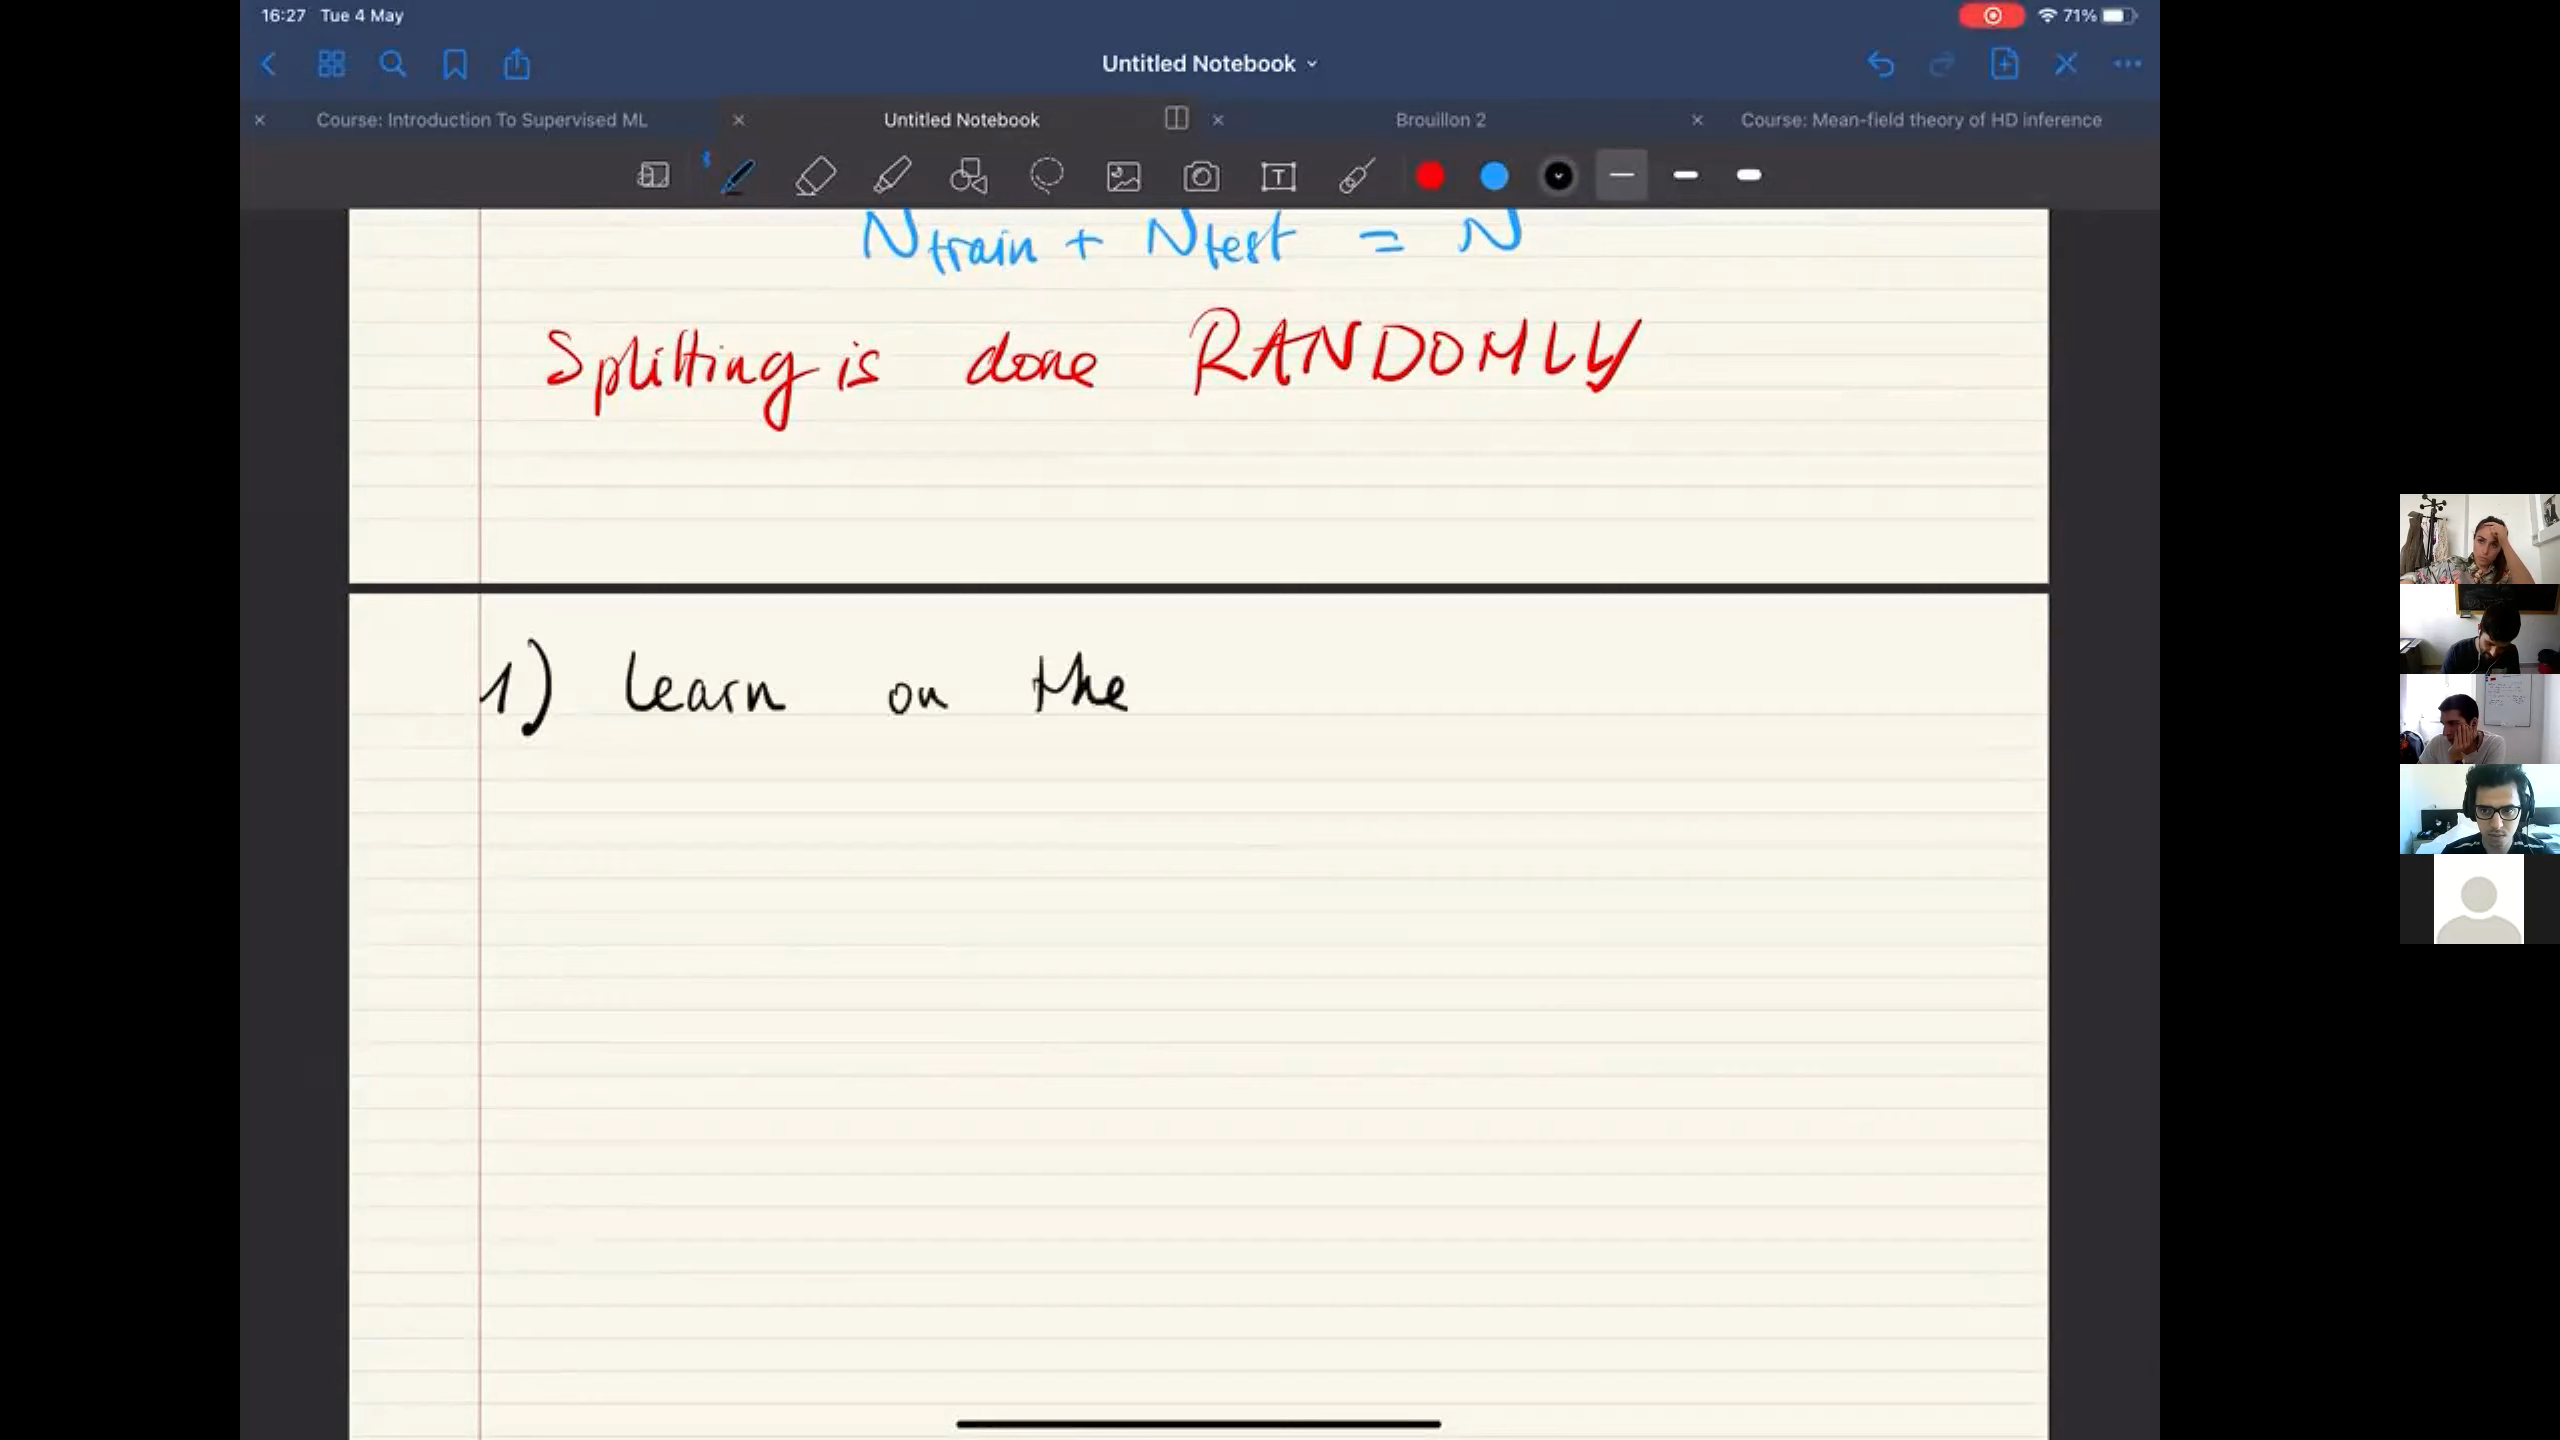 16:27 Tue 4 May 71%
Untitled Notebook
Course: Introduction To Supervised ML Untitled Notebook Brouillon 2 Course: Mean-field theory of HD inference
T
Ntrain + Ntest = N
Splitting is done RANDOMLY
1) Learn on the